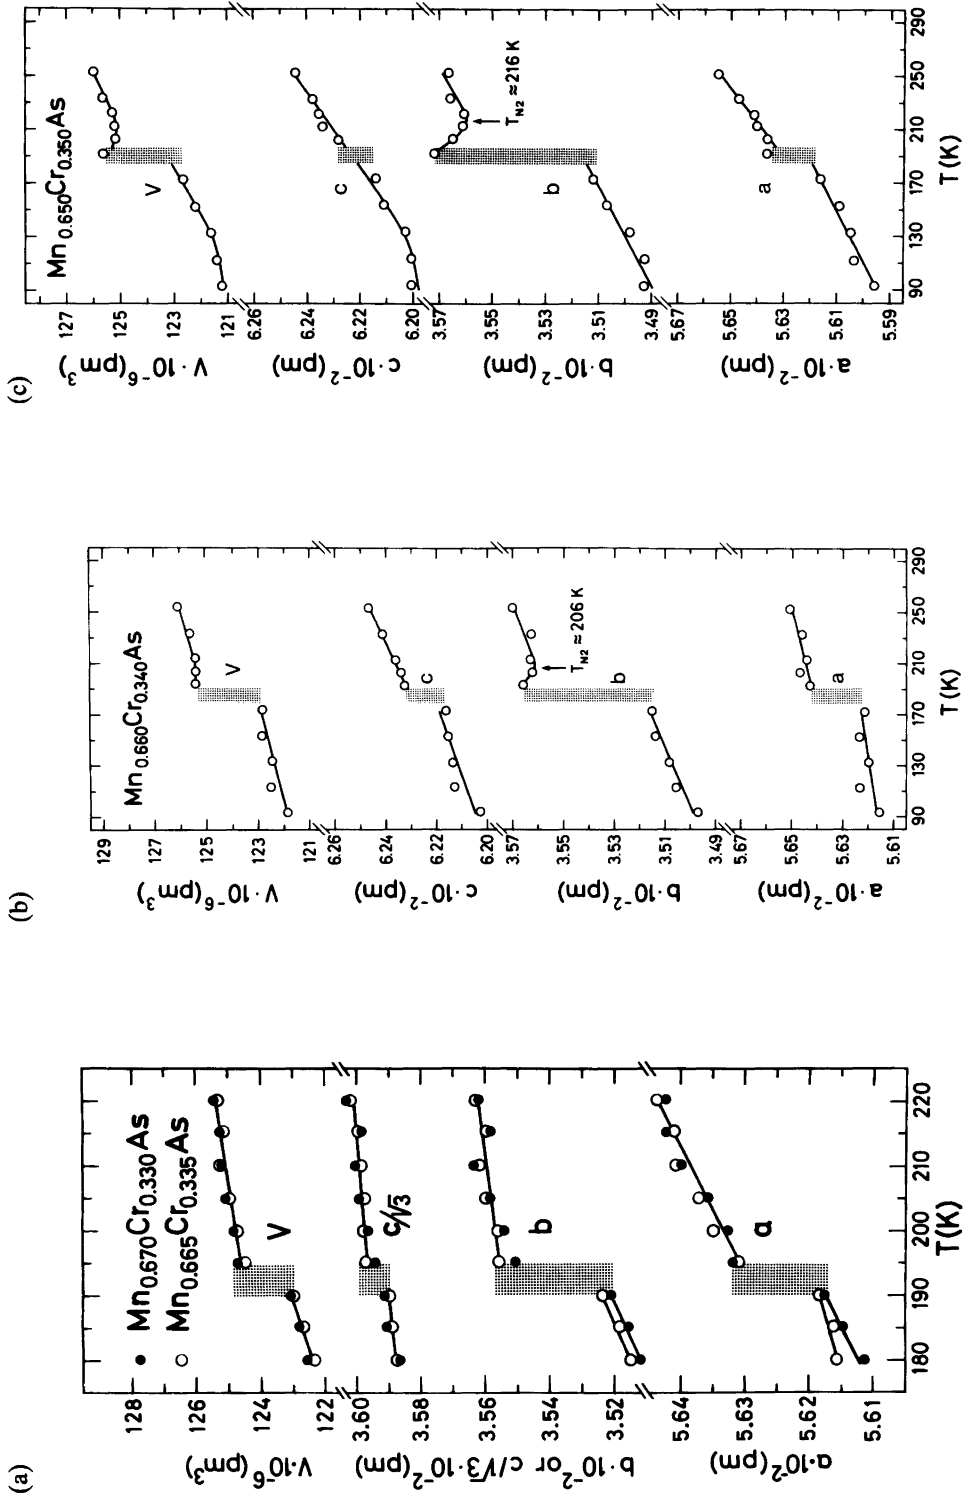 (a)
● Mn0.670Cr0.330As
○ Mn0.665Cr0.335As
V·10⁻⁶(pm³)
128
126
124
122
V
b·10⁻² or c/√3·10⁻²(pm)
3.60
3.58
3.56
3.54
3.52
c/√3
b
a·10⁻²(pm)
5.64
5.63
5.62
5.61
a
180 190 200 210 220
T(K)
(b)
Mn0.660Cr0.340As
V·10⁻⁶(pm³)
129
127
125
123
121
V
c·10⁻²(pm)
6.26
6.24
6.22
6.20
c
b·10⁻²(pm)
3.57
3.55
3.53
3.51
3.49
b
TN2 ≈ 206 K
a·10⁻²(pm)
5.67
5.65
5.63
5.61
a
90 130 170 210 250 290
T(K)
(c)
Mn0.650Cr0.350As
V·10⁻⁶(pm³)
127
125
123
121
V
c·10⁻²(pm)
6.26
6.24
6.22
6.20
c
b·10⁻²(pm)
3.57
3.55
3.53
3.51
3.49
b
TN2 ≈ 216 K
a·10⁻²(pm)
5.67
5.65
5.63
5.61
5.59
a
90 130 170 210 250 290
T(K)